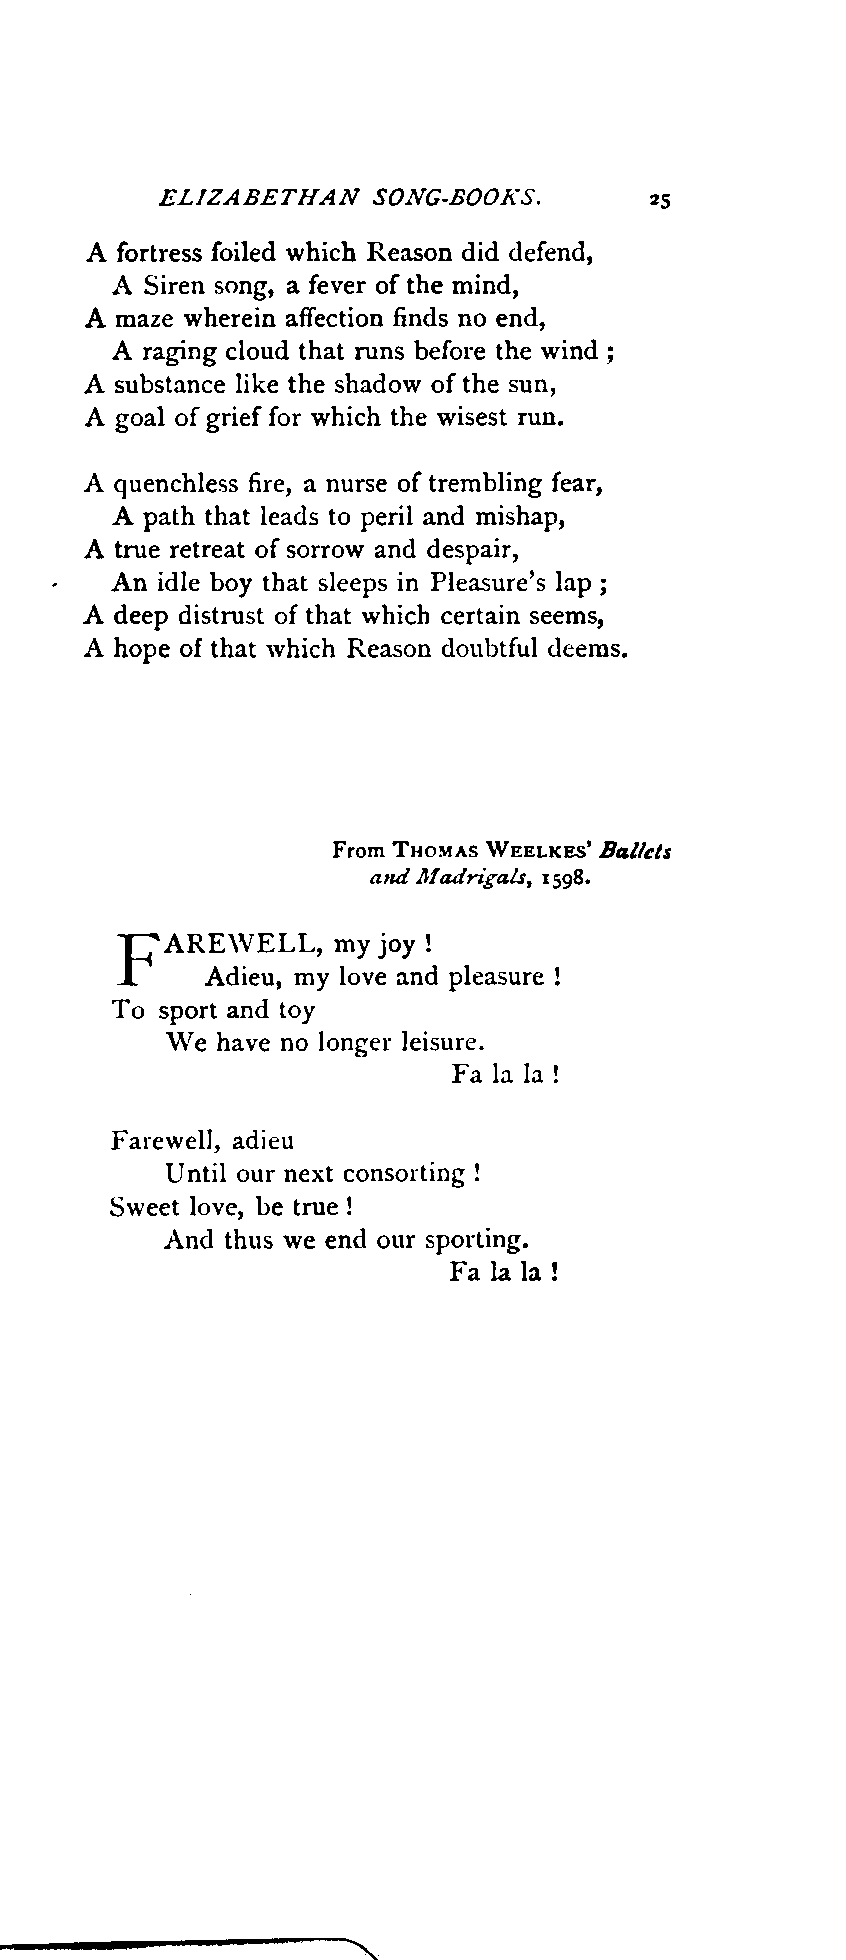 ELIZABETHAN SONG-BOOKS. 25
A fortress foiled which Reason did defend,
A Siren song, a fever of the mind,
A maze wherein affection finds no end,
A raging cloud that runs before the wind ;
A substance like the shadow of the sun,
A goal of grief for which the wisest run.
A quenchless fire, a nurse of trembling fear,
A path that leads to peril and mishap,
A true retreat of sorrow and despair,
An idle boy that sleeps in Pleasure's lap ;
A deep distrust of that which certain seems,
A hope of that which Reason doubtful deems.
From THOMAS WEELKES' Ballets
and Madrigals, 1598.
FAREWELL, my joy !
Adieu, my love and pleasure !
To sport and toy
We have no longer leisure.
Fa la la !
Farewell, adieu
Until our next consorting !
Sweet love, be true !
And thus we end our sporting.
Fa la la !